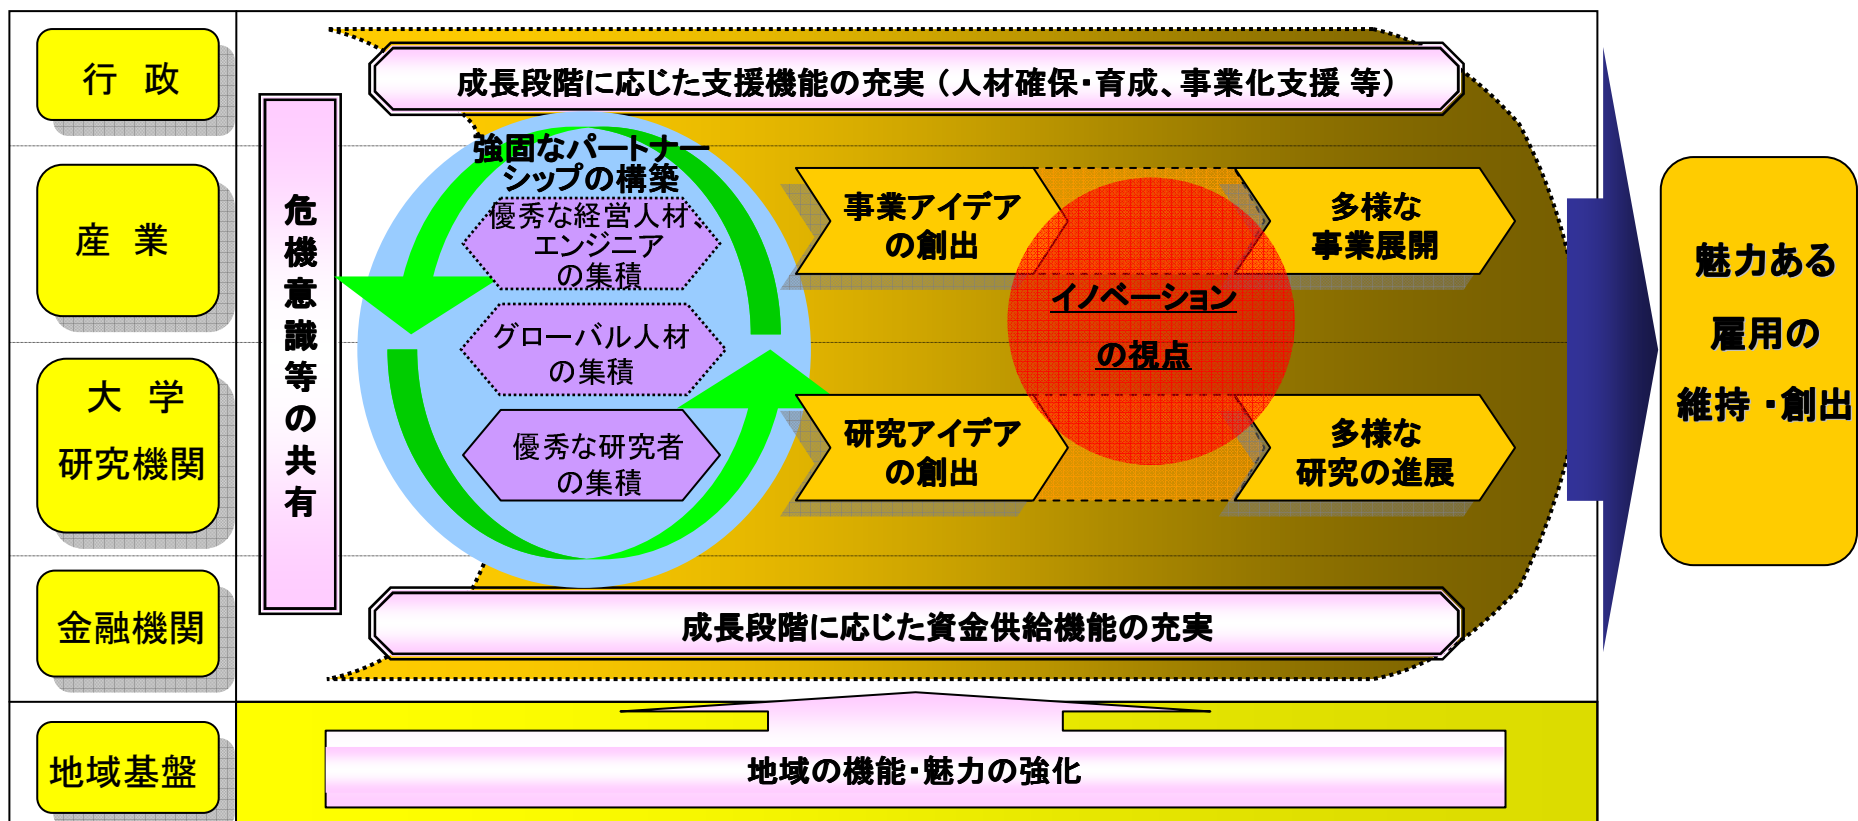 行 政
産 業
大 学
研究機関
金融機関
地域基盤
危機意識等の共有
成長段階に応じた支援機能の充実（人材確保・育成、事業化支援 等）
強固なパートナー
シップの構築
優秀な経営人材、
エンジニア
の集積
グローバル人材
の集積
優秀な研究者
の集積
事業アイデア
の創出
多様な
事業展開
イノベーション
の視点
研究アイデア
の創出
多様な
研究の進展
成長段階に応じた資金供給機能の充実
地域の機能・魅力の強化
魅力ある
雇用の
維持・創出